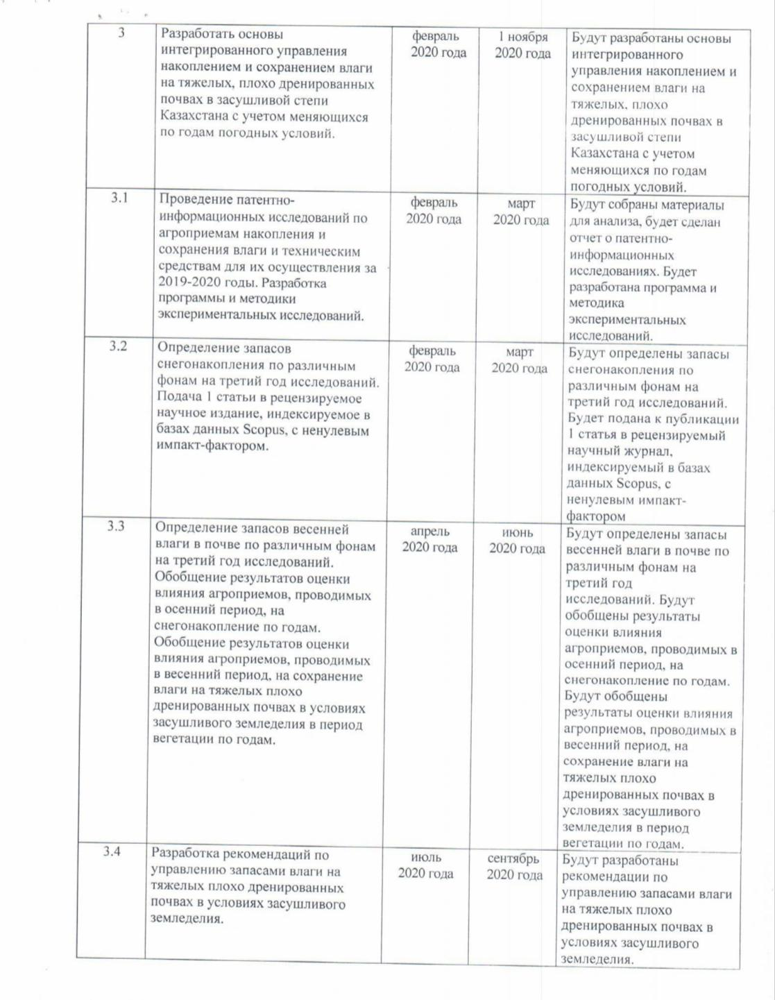 3
Разработать основы
интегрированного управления
накоплением и сохранением влаги
на тяжелых, плохо дренированных
почвах в засушливой степи
Казахстана с учетом меняющихся
по годам погодных условий.
февраль
2020 года
1 ноября
2020 года
Будут разработаны основы
интегрированного
управления накоплением и
сохранением влаги на
тяжелых, плохо
дренированных почвах в
засушливой степи
Казахстана с учетом
меняющихся по годам
погодных условий.
3.1
Проведение патентно-
информационных исследований по
агроприемам накопления и
сохранения влаги и техническим
средствам для их осуществления за
2019-2020 годы. Разработка
программы и методики
экспериментальных исследований.
февраль
2020 года
март
2020 года
Будут собраны материалы
для анализа, будет сделан
отчет о патентно-
информационных
исследованиях. Будет
разработана программа и
методика
экспериментальных
исследований.
3.2
Определение запасов
снегонакопления по различным
фонам на третий год исследований.
Подача 1 статьи в рецензируемое
научное издание, индексируемое в
базах данных Scopus, с ненулевым
импакт-фактором.
февраль
2020 года
март
2020 года
Будут определены запасы
снегонакопления по
различным фонам на
третий год исследований.
Будет подана к публикации
1 статья в рецензируемый
научный журнал,
индексируемый в базах
данных Scopus, с
ненулевым импакт-
фактором
3.3
Определение запасов весенней
влаги в почве по различным фонам
на третий год исследований.
Обобщение результатов оценки
влияния агроприемов, проводимых
в осенний период, на
снегонакопление по годам.
Обобщение результатов оценки
влияния агроприемов, проводимых
в весенний период, на сохранение
влаги на тяжелых плохо
дренированных почвах в условиях
засушливого земледелия в период
вегетации по годам.
апрель
2020 года
июнь
2020 года
Будут определены запасы
весенней влаги в почве по
различным фонам на
третий год
исследований. Будут
обобщены результаты
оценки влияния
агроприемов, проводимых в
осенний период, на
снегонакопление по годам.
Будут обобщены
результаты оценки влияния
агроприемов, проводимых в
весенний период, на
сохранение влаги на
тяжелых плохо
дренированных почвах в
условиях засушливого
земледелия в период
вегетации по годам.
3.4
Разработка рекомендаций по
управлению запасами влаги на
тяжелых плохо дренированных
почвах в условиях засушливого
земледелия.
июль
2020 года
сентябрь
2020 года
Будут разработаны
рекомендации по
управлению запасами влаги
на тяжелых плохо
дренированных почвах в
условиях засушливого
земледелия.